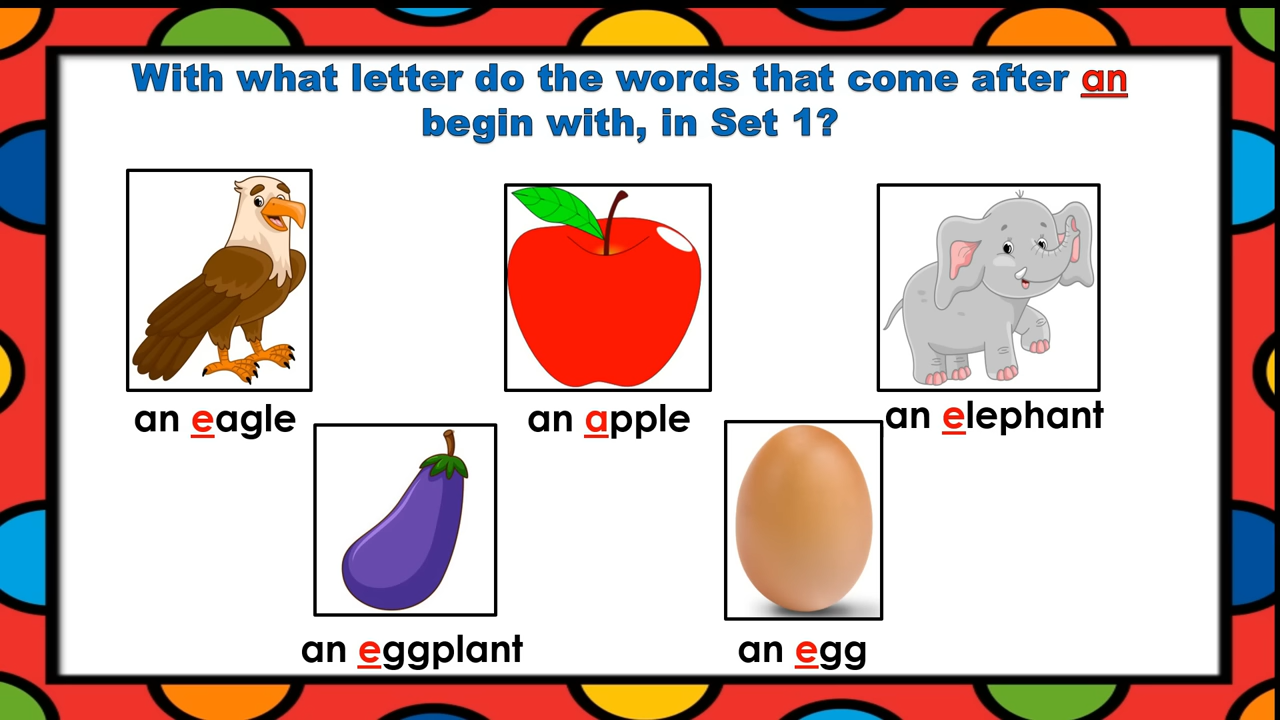 With what letter do the words that come after an
begin with, in Set 1?
an eagle
an apple
an elephant
an eggplant
an egg